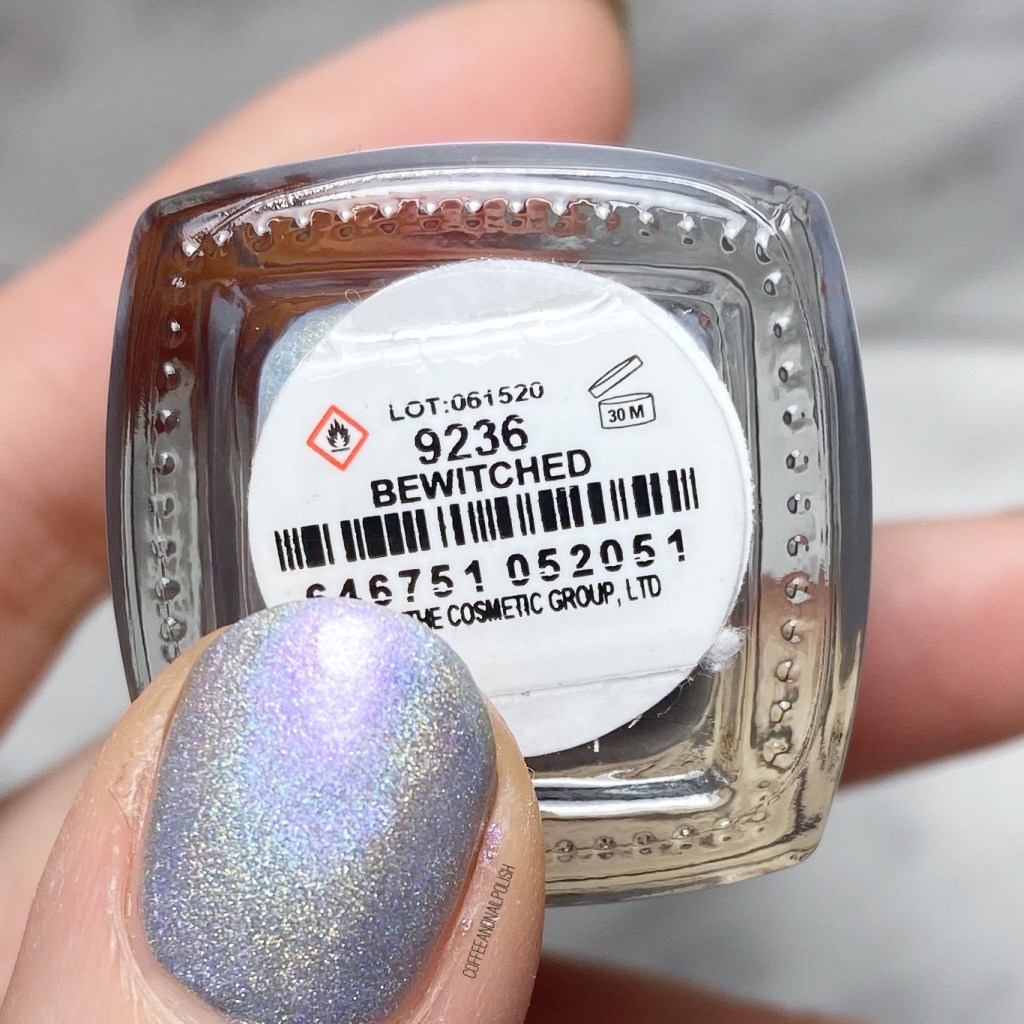 LOT:061520
30 M
9236
BEWITCHED
646751 052051
THE COSMETIC GROUP, LTD
COFFEEANDNAILPOLISH